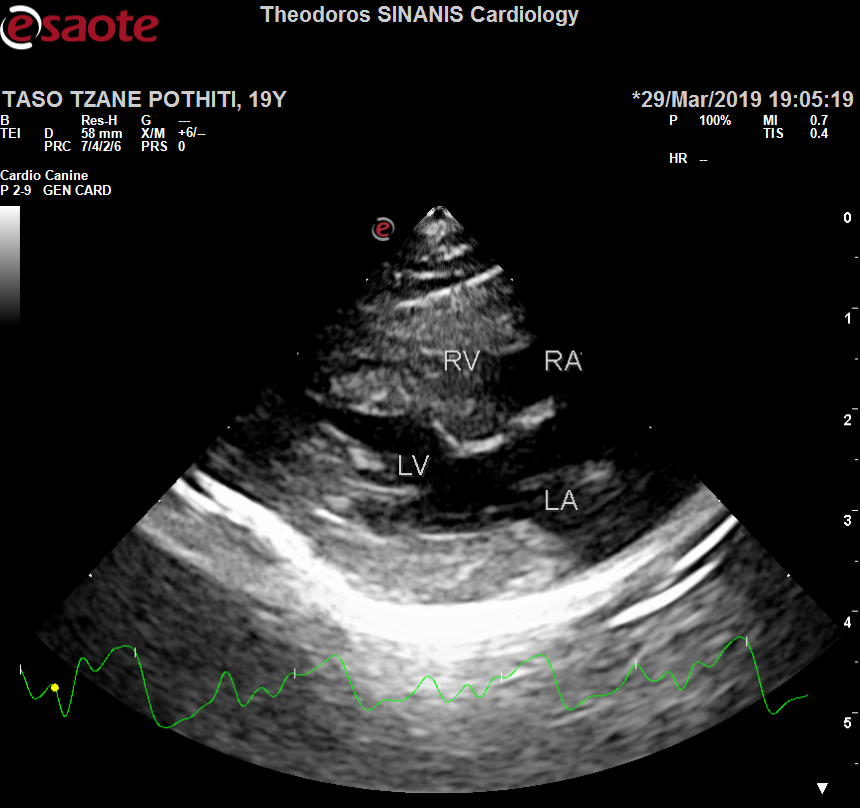 esaote
Theodoros SINANIS Cardiology
TASO TZANE POTHITI, 19Y
*29/Mar/2019 19:05:19
B Res-H G ---
TEI D 58 mm X/M +6/--
PRC 7/4/2/6 PRS 0
P 100% MI 0.7
TIS 0.4
HR --
Cardio Canine
P 2-9 GEN CARD
e
0
1
RV RA
2
LV
LA
3
4
5